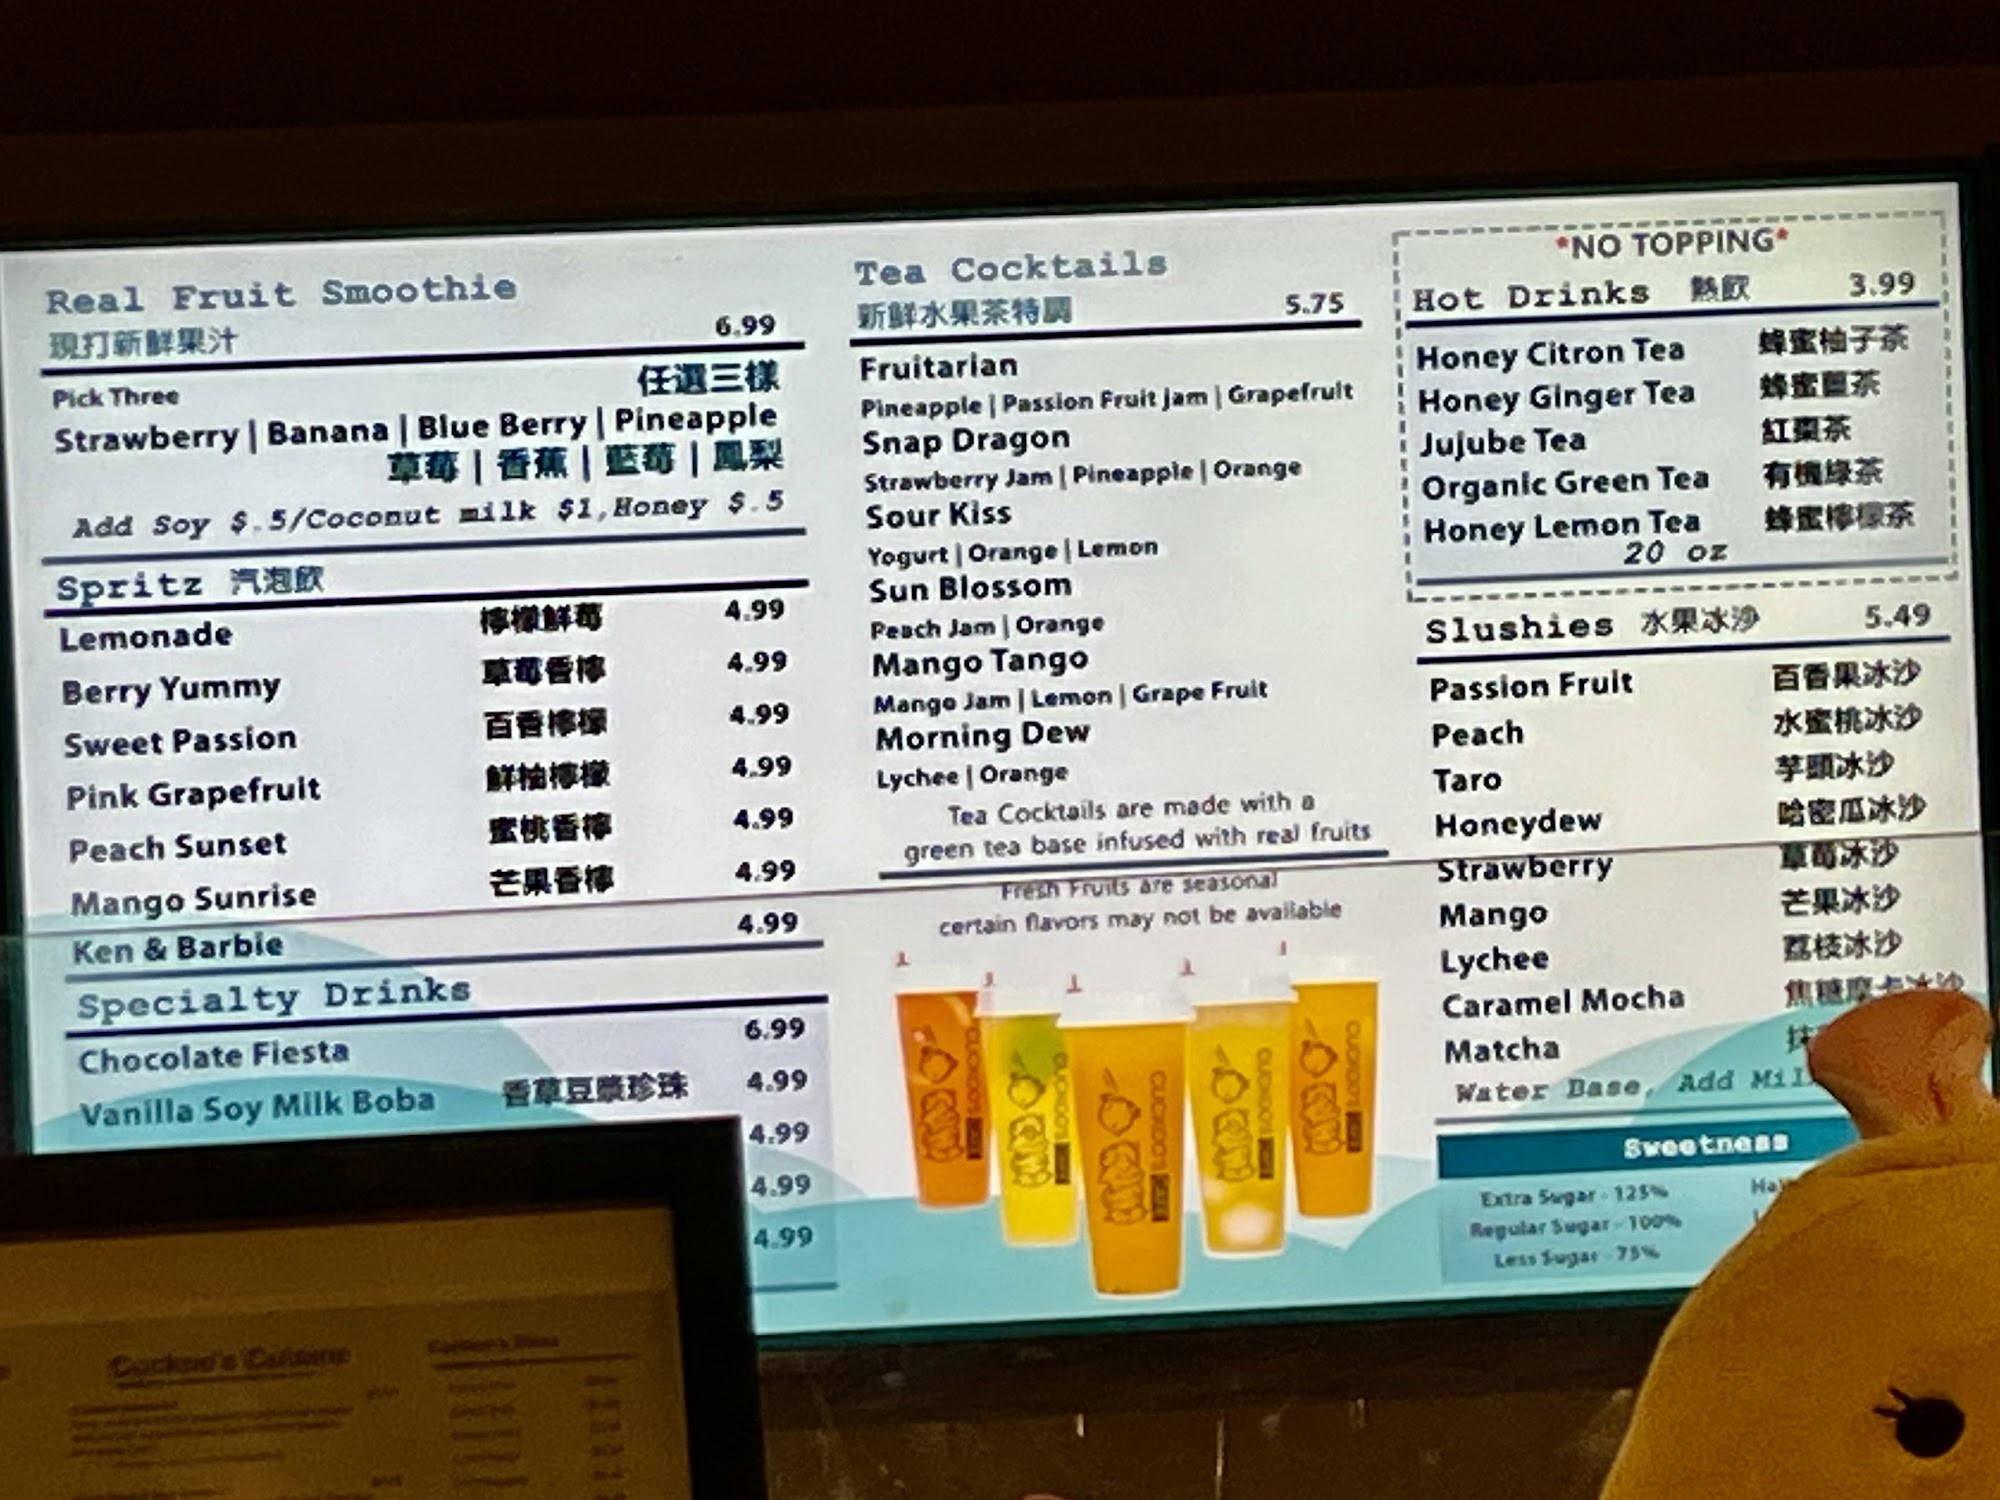 Real Fruit Smoothie
現打新鮮果汁 6.99
Pick Three 任選三樣
Strawberry | Banana | Blue Berry | Pineapple
草莓 | 香蕉 | 藍莓 | 鳳梨
Add Soy $.5/Coconut milk $1,Honey $.5
Spritz 汽泡飲
Lemonade 檸檬鮮莓 4.99
Berry Yummy 草莓香檸 4.99
Sweet Passion 百香檸檬 4.99
Pink Grapefruit 鮮柚檸檬 4.99
Peach Sunset 蜜桃香檸 4.99
Mango Sunrise 芒果香檸 4.99
Ken & Barbie 4.99
Specialty Drinks
Chocolate Fiesta 6.99
Vanilla Soy Milk Boba 香草豆漿珍珠 4.99
4.99
4.99
4.99
Tea Cocktails
新鮮水果茶特調 5.75
Fruitarian
Pineapple | Passion Fruit Jam | Grapefruit
Snap Dragon
Strawberry Jam | Pineapple | Orange
Sour Kiss
Yogurt | Orange | Lemon
Sun Blossom
Peach Jam | Orange
Mango Tango
Mango Jam | Lemon | Grape Fruit
Morning Dew
Lychee | Orange
Tea Cocktails are made with a
green tea base infused with real fruits
Fresh Fruits are seasonal
certain flavors may not be available
*NO TOPPING*
Hot Drinks 熱飲 3.99
Honey Citron Tea 蜂蜜柚子茶
Honey Ginger Tea 蜂蜜薑茶
Jujube Tea 紅棗茶
Organic Green Tea 有機綠茶
Honey Lemon Tea 蜂蜜檸檬茶
20 oz
Slushies 水果冰沙 5.49
Passion Fruit 百香果冰沙
Peach 水蜜桃冰沙
Taro 芋頭冰沙
Honeydew 哈密瓜冰沙
Strawberry 草莓冰沙
Mango 芒果冰沙
Lychee 荔枝冰沙
Caramel Mocha 焦糖摩卡冰沙
Matcha 抹
Water Base, Add Mil
Sweetness
Extra Sugar - 125%
Regular Sugar - 100%
Less Sugar - 75%
Cuckoo's Cuisine